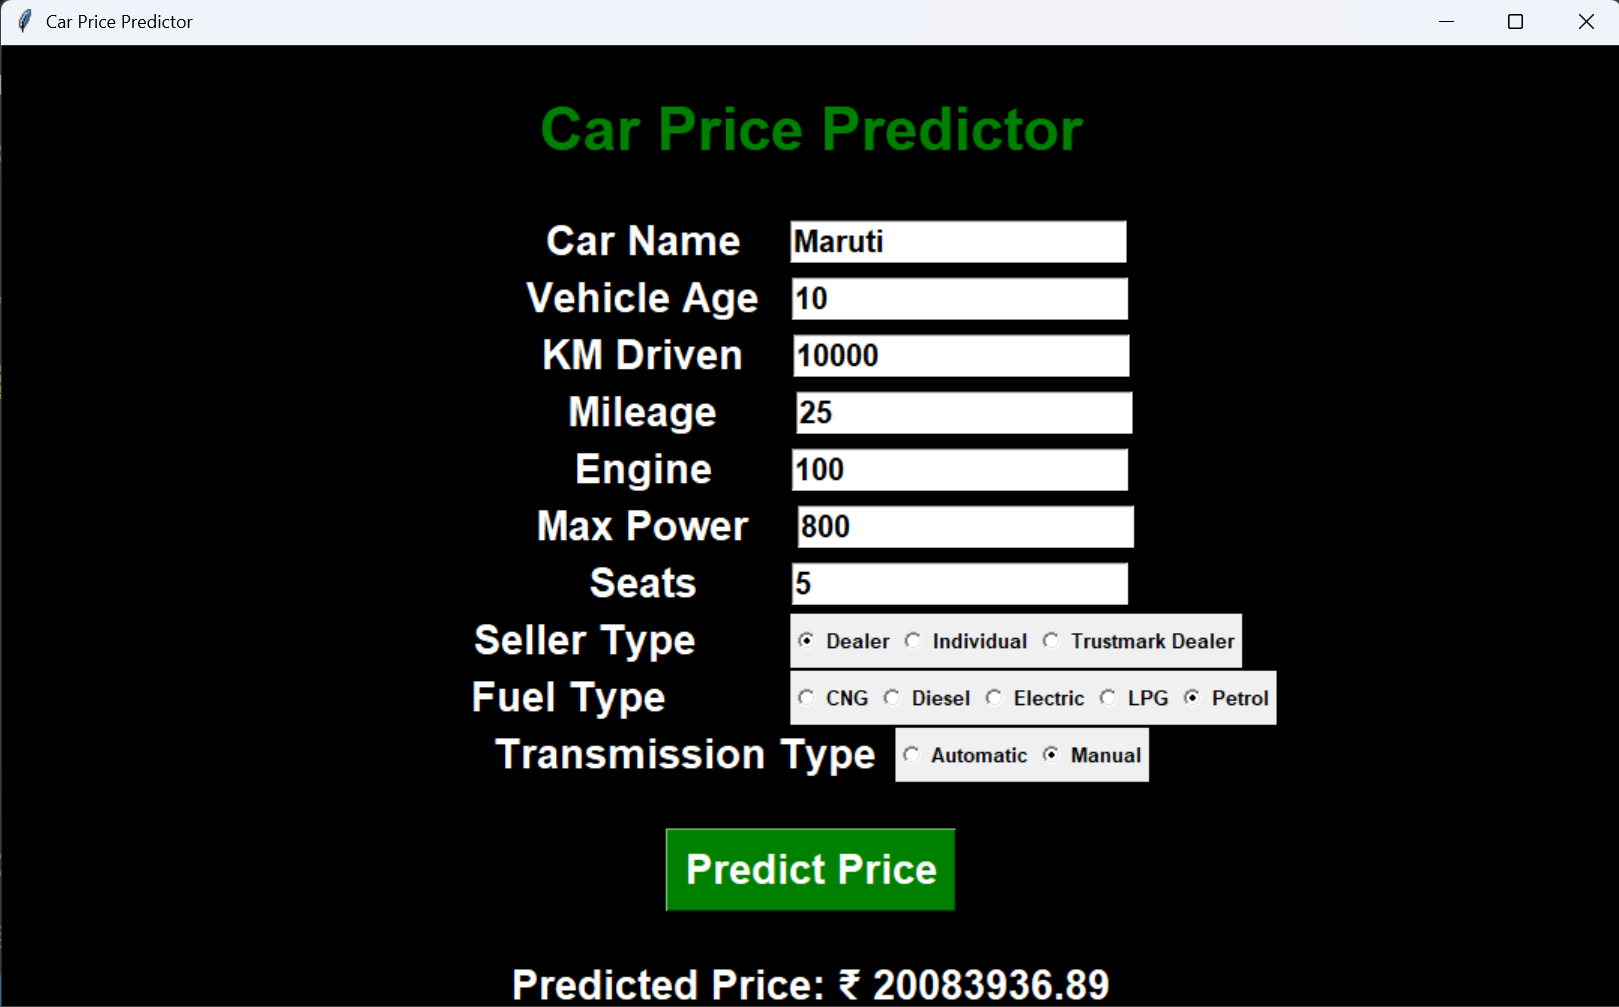 Car Price Predictor
Car Price Predictor
Car Name Maruti
Vehicle Age 10
KM Driven 10000
Mileage 25
Engine 100
Max Power 800
Seats 5
Seller Type Dealer Individual Trustmark Dealer
Fuel Type CNG Diesel Electric LPG Petrol
Transmission Type Automatic Manual
Predict Price
Predicted Price: ₹ 20083936.89